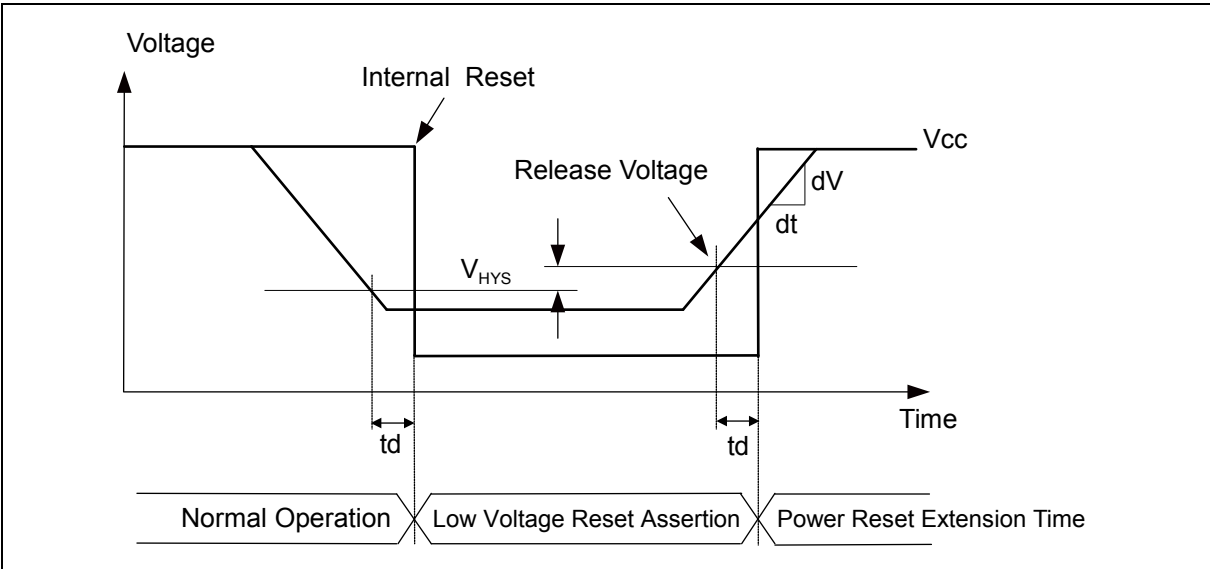 Voltage
Internal Reset
Vcc
Release Voltage
dV
dt
VHYS
Time
td
td
Normal Operation
Low Voltage Reset Assertion
Power Reset Extension Time